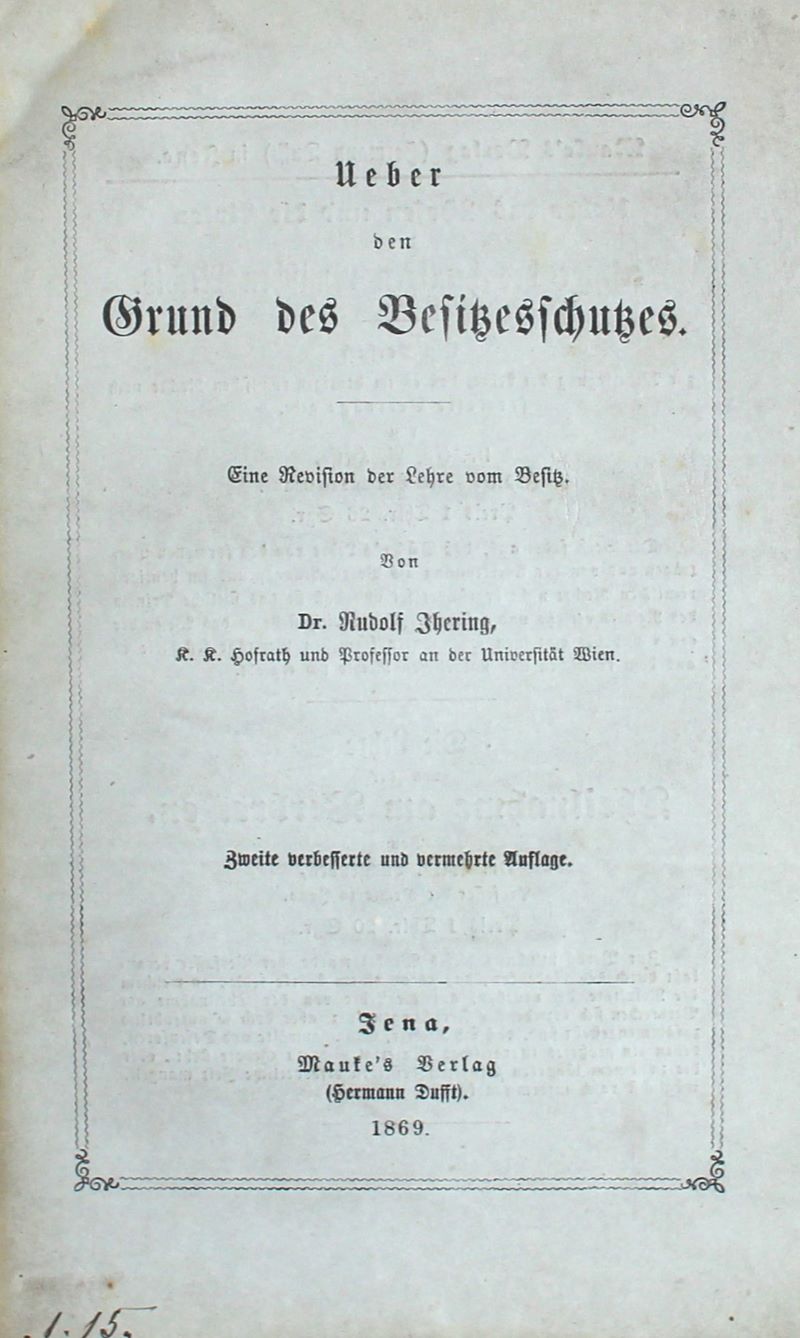 Ueber
den
Grund des Besitzesschutzes.
Eine Revision der Lehre vom Besitz.
Von
Dr. Rudolf Ihering,
K. K. Hofrath und Professor an der Universität Wien.
Zweite verbesserte und vermehrte Auflage.
Jena,
Mauke's Verlag
(Hermann Dufft).
1869.
1.15.